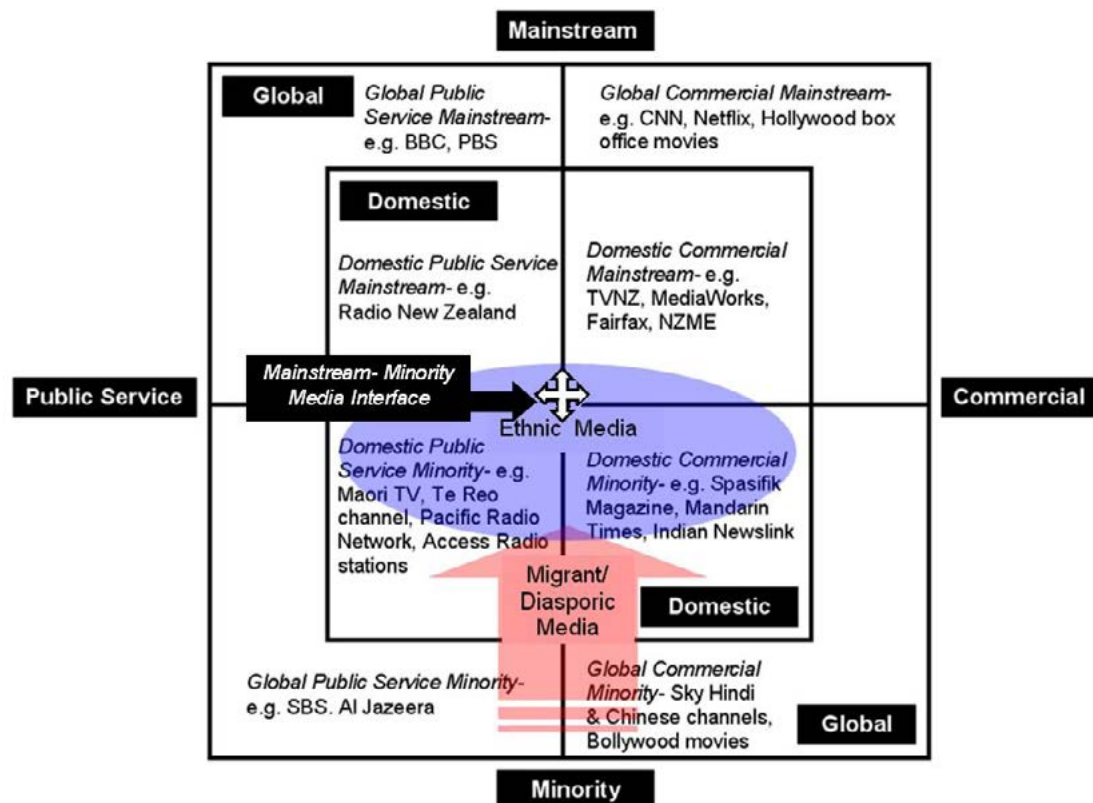 Mainstream
Global
Global Public
Service Mainstream-
e.g. BBC, PBS
Global Commercial Mainstream-
e.g. CNN, Netflix, Hollywood box
office movies
Domestic
Domestic Public Service
Mainstream- e.g.
Radio New Zealand
Domestic Commercial
Mainstream- e.g.
TVNZ, MediaWorks,
Fairfax, NZME
Public Service
Mainstream- Minority
Media Interface
Commercial
Ethnic Media
Domestic Public
Service Minority- e.g.
Maori TV, Te Reo
channel, Pacific Radio
Network, Access Radio
stations
Domestic Commercial
Minority- e.g. Spasifik
Magazine, Mandarin
Times, Indian Newslink
Migrant/
Diasporic
Media
Domestic
Global Public Service Minority-
e.g. SBS. Al Jazeera
Global Commercial
Minority- Sky Hindi
& Chinese channels,
Bollywood movies
Global
Minority